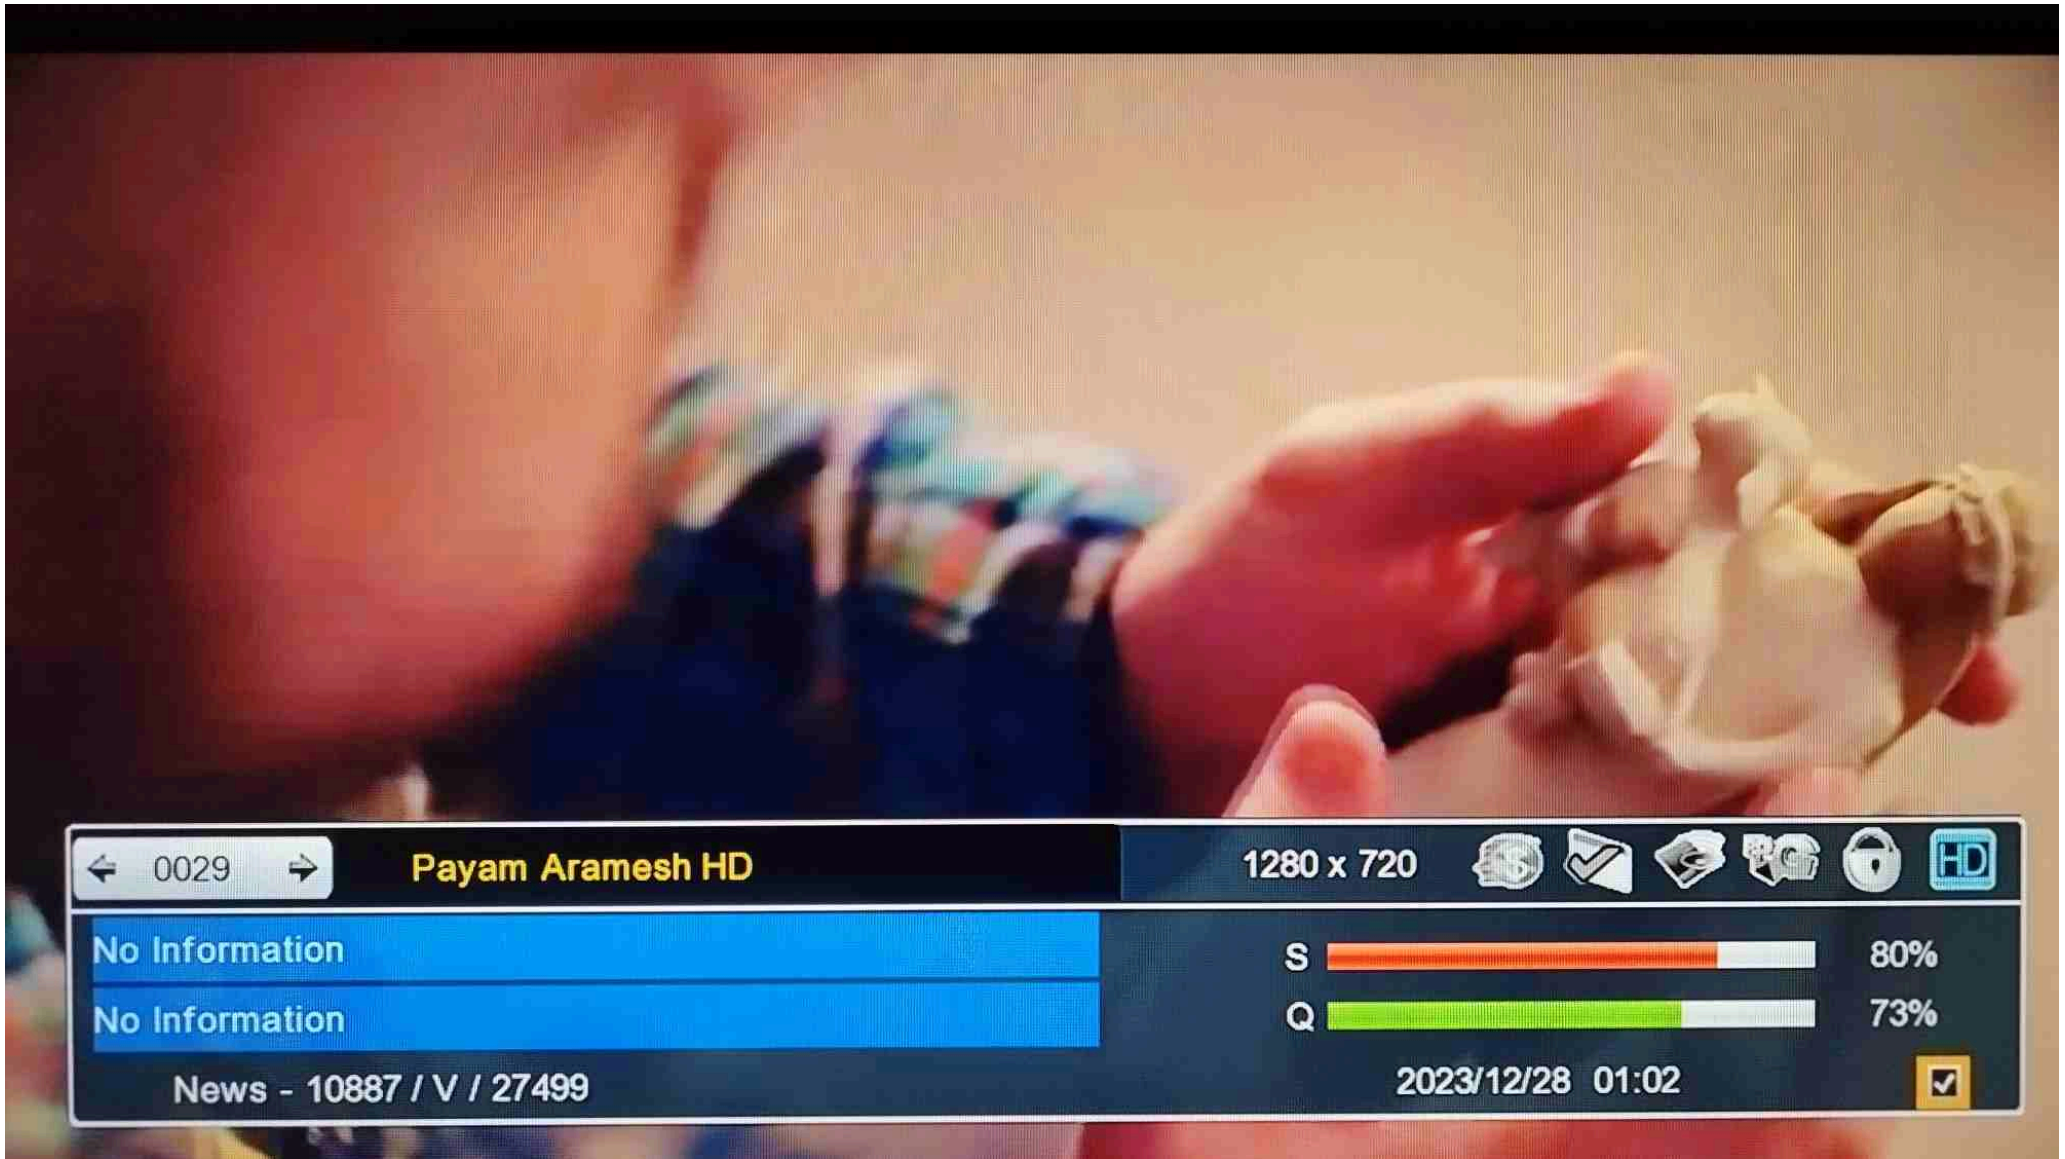 0029
Payam Aramesh HD
1280 x 720
HD
No Information
No Information
S 80%
Q 73%
News - 10887 / V / 27499
2023/12/28 01:02